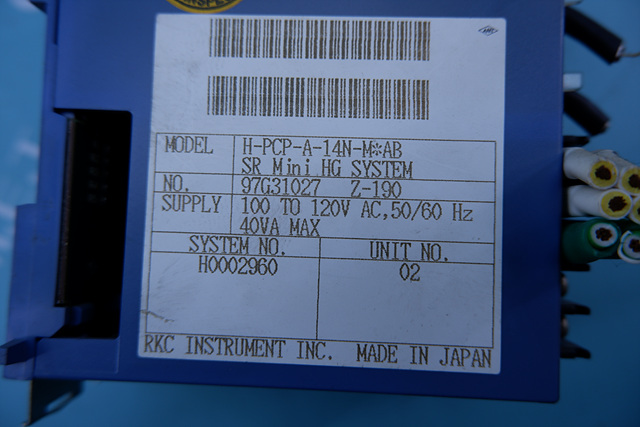 MODEL H-PCP-A-14N-M*AB
SR Mini HG SYSTEM
NO. 97G31027 Z-190
SUPPLY 100 TO 120V AC,50/60 Hz
40VA MAX
SYSTEM NO. UNIT NO.
H0002960 02
RKC INSTRUMENT INC. MADE IN JAPAN